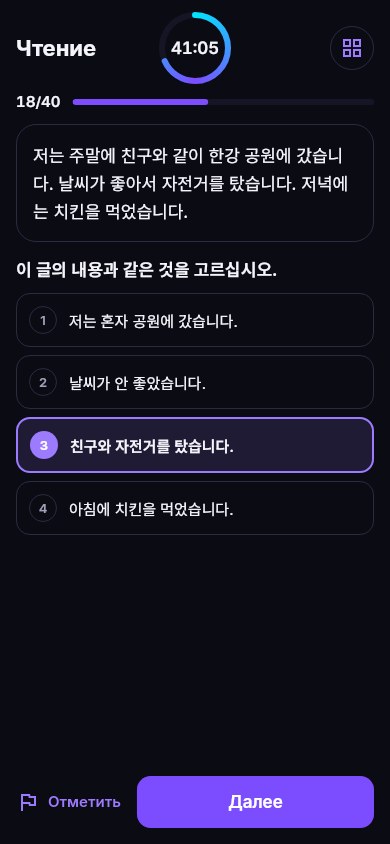 Чтение
41:05
18/40
저는 주말에 친구와 같이 한강 공원에 갔습니
다. 날씨가 좋아서 자전거를 탔습니다. 저녁에
는 치킨을 먹었습니다.
이 글의 내용과 같은 것을 고르십시오.
1 저는 혼자 공원에 갔습니다.
2 날씨가 안 좋았습니다.
3 친구와 자전거를 탔습니다.
4 아침에 치킨을 먹었습니다.
Отметить
Далее